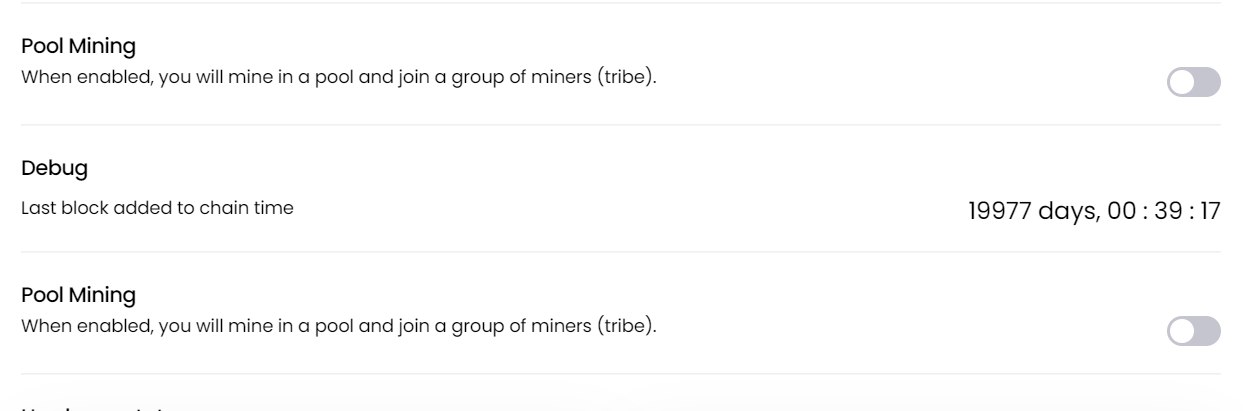 Pool Mining
When enabled, you will mine in a pool and join a group of miners (tribe).
Debug
Last block added to chain time
19977 days, 00 : 39 : 17
Pool Mining
When enabled, you will mine in a pool and join a group of miners (tribe).